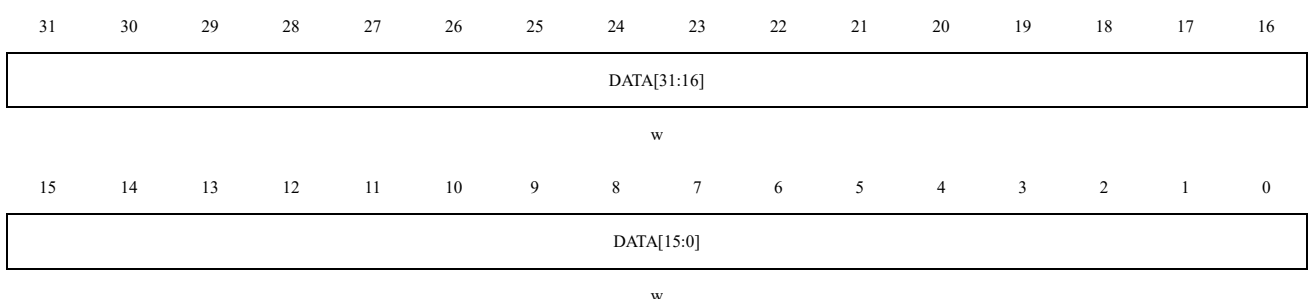 31 30 29 28 27 26 25 24 23 22 21 20 19 18 17 16
DATA[31:16]
w
15 14 13 12 11 10 9 8 7 6 5 4 3 2 1 0
DATA[15:0]
w